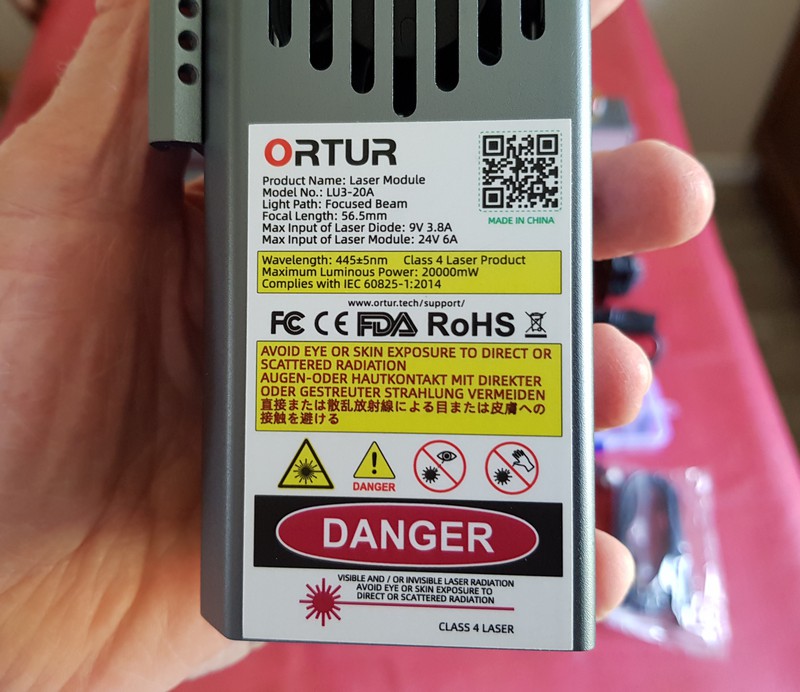 ORTUR
Product Name: Laser Module
Model No.: LU3-20A
Light Path: Focused Beam
Focal Length: 56.5mm
Max Input of Laser Diode: 9V 3.8A
Max Input of Laser Module: 24V 6A
MADE IN CHINA
Wavelength: 445±5nm Class 4 Laser Product
Maximum Luminous Power: 20000mW
Complies with IEC 60825-1:2014
www.ortur.tech/support/
FC CE FDA RoHS
AVOID EYE OR SKIN EXPOSURE TO DIRECT OR
SCATTERED RADIATION
AUGEN-ODER HAUTKONTAKT MIT DIREKTER
ODER GESTREUTER STRAHLUNG VERMEIDEN
直接または散乱放射線による目または皮膚への
接触を避ける
DANGER
DANGER
VISIBLE AND / OR INVISIBLE LASER RADIATION
AVOID EYE OR SKIN EXPOSURE TO
DIRECT OR SCATTERED RADIATION
CLASS 4 LASER